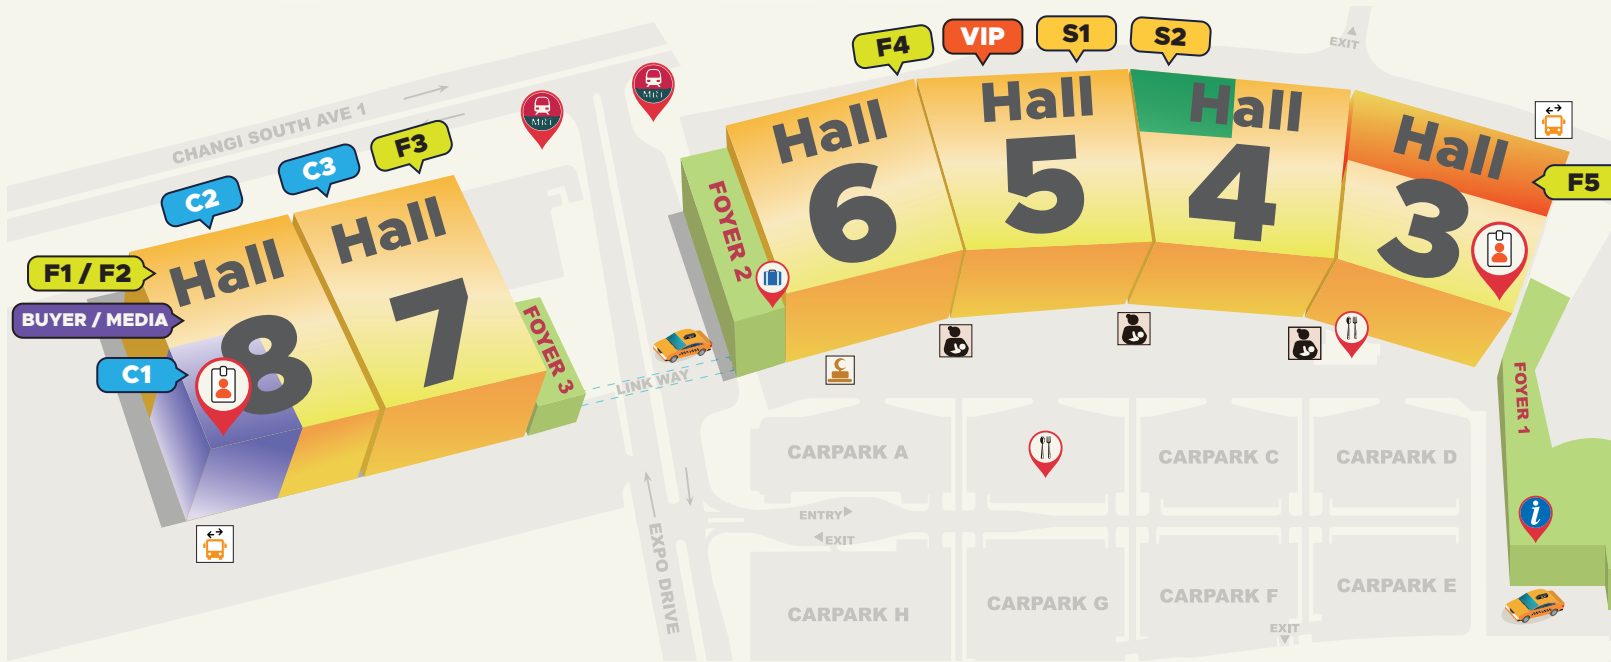 F4
VIP
S1
S2
EXIT
CHANGI SOUTH AVE 1
MRT
MRT
C2
C3
F3
F5
F1 / F2
BUYER / MEDIA
C1
Hall
8
Hall
7
FOYER 3
FOYER 2
Hall
6
Hall
5
Hall
4
Hall
3
FOYER 1
LINK WAY
EXPO DRIVE
CARPARK A
CARPARK C
CARPARK D
ENTRY
EXIT
CARPARK H
CARPARK G
CARPARK F
CARPARK E
EXIT
i